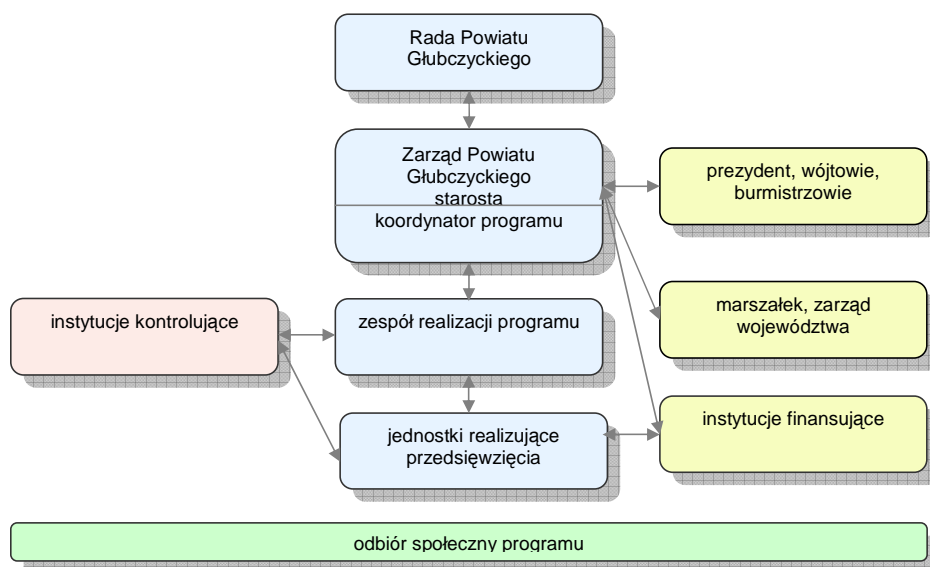 Rada Powiatu
Głubczyckiego
Zarząd Powiatu
Głubczyckiego
starosta
koordynator programu
prezydent, wójtowie,
burmistrzowie
marszałek, zarząd
województwa
instytucje kontrolujące
zespół realizacji programu
instytucje finansujące
jednostki realizujące
przedsięwzięcia
odbiór społeczny programu